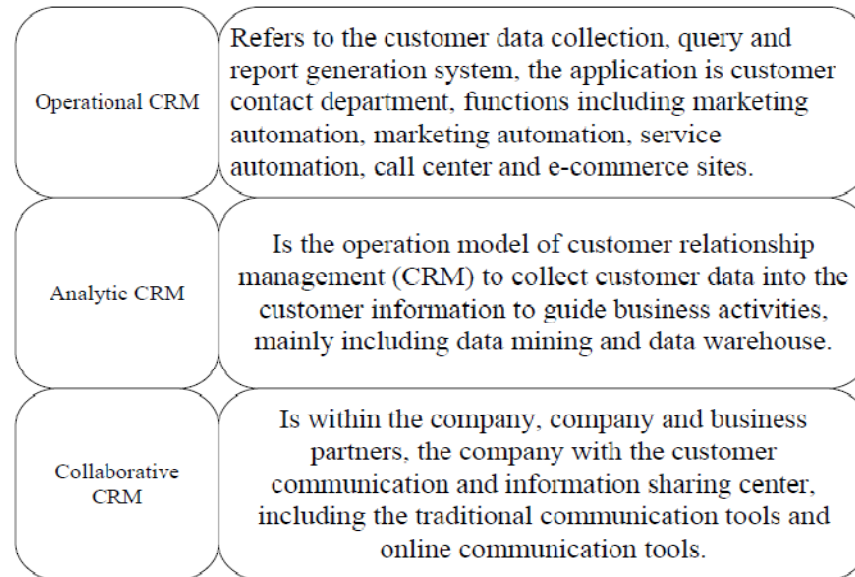 Operational CRM
Refers to the customer data collection, query and
report generation system, the application is customer
contact department, functions including marketing
automation, marketing automation, service
automation, call center and e-commerce sites.
Analytic CRM
Is the operation model of customer relationship
management (CRM) to collect customer data into the
customer information to guide business activities,
mainly including data mining and data warehouse.
Collaborative
CRM
Is within the company, company and business
partners, the company with the customer
communication and information sharing center,
including the traditional communication tools and
online communication tools.